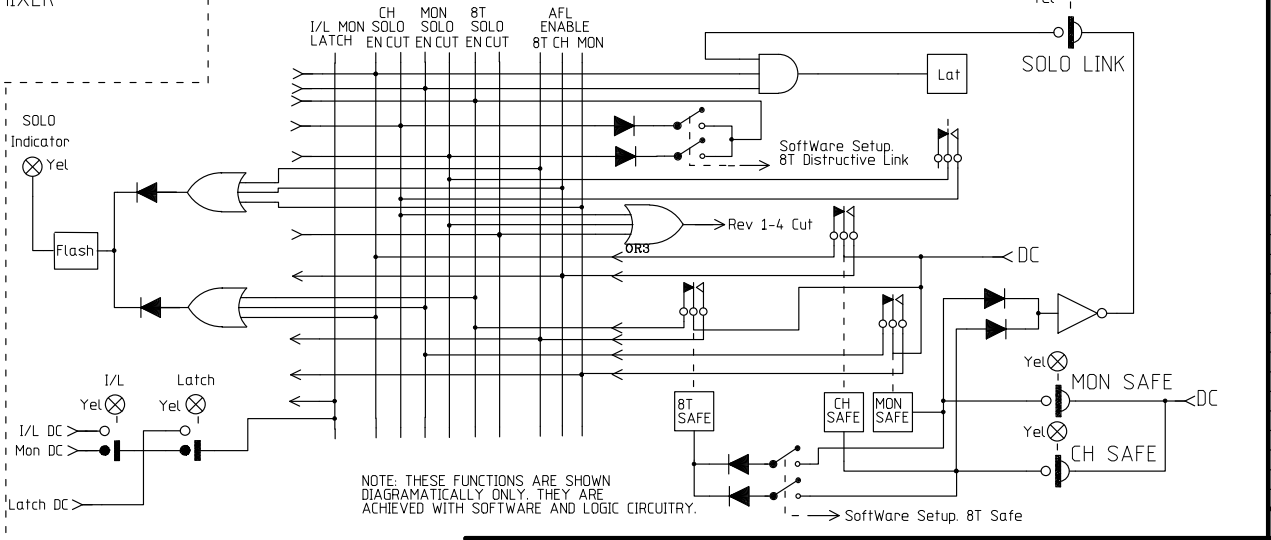 MIXER
Yel
SOLO LINK
I/L MON
LATCH
CH
SOLO
EN CUT
MON
SOLO
EN CUT
8T
SOLO
EN CUT
AFL
ENABLE
8T CH MON
Lat
SOLO
Indicator
Yel
SoftWare Setup.
8T Distructive Link
Flash
Rev 1-4 Cut
OR3
DC
I/L
Yel
Latch
Yel
I/L DC
Mon DC
Latch DC
8T
SAFE
CH
SAFE
MON
SAFE
Yel
MON SAFE
DC
Yel
CH SAFE
NOTE: THESE FUNCTIONS ARE SHOWN
DIAGRAMATICALLY ONLY. THEY ARE
ACHIEVED WITH SOFTWARE AND LOGIC CIRCUITRY.
SoftWare Setup. 8T Safe